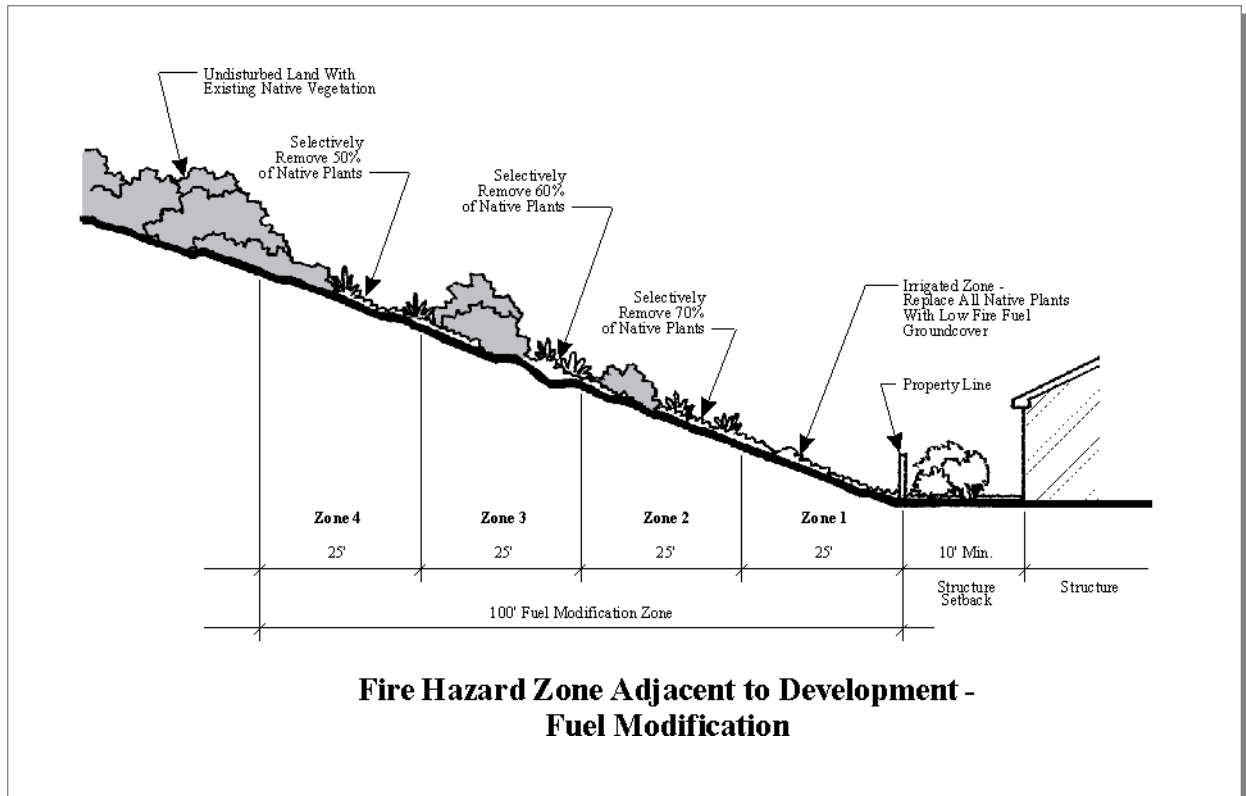 Undisturbed Land With
Existing Native Vegetation
Selectively
Remove 50%
of Native Plants
Selectively
Remove 60%
of Native Plants
Selectively
Remove 70%
of Native Plants
Irrigated Zone -
Replace All Native Plants
With Low Fire Fuel
Groundcover
Property Line
Zone 4
Zone 3
Zone 2
Zone 1
25'
25'
25'
25'
10' Min.
Structure
Setback
Structure
100' Fuel Modification Zone
Fire Hazard Zone Adjacent to Development -
Fuel Modification